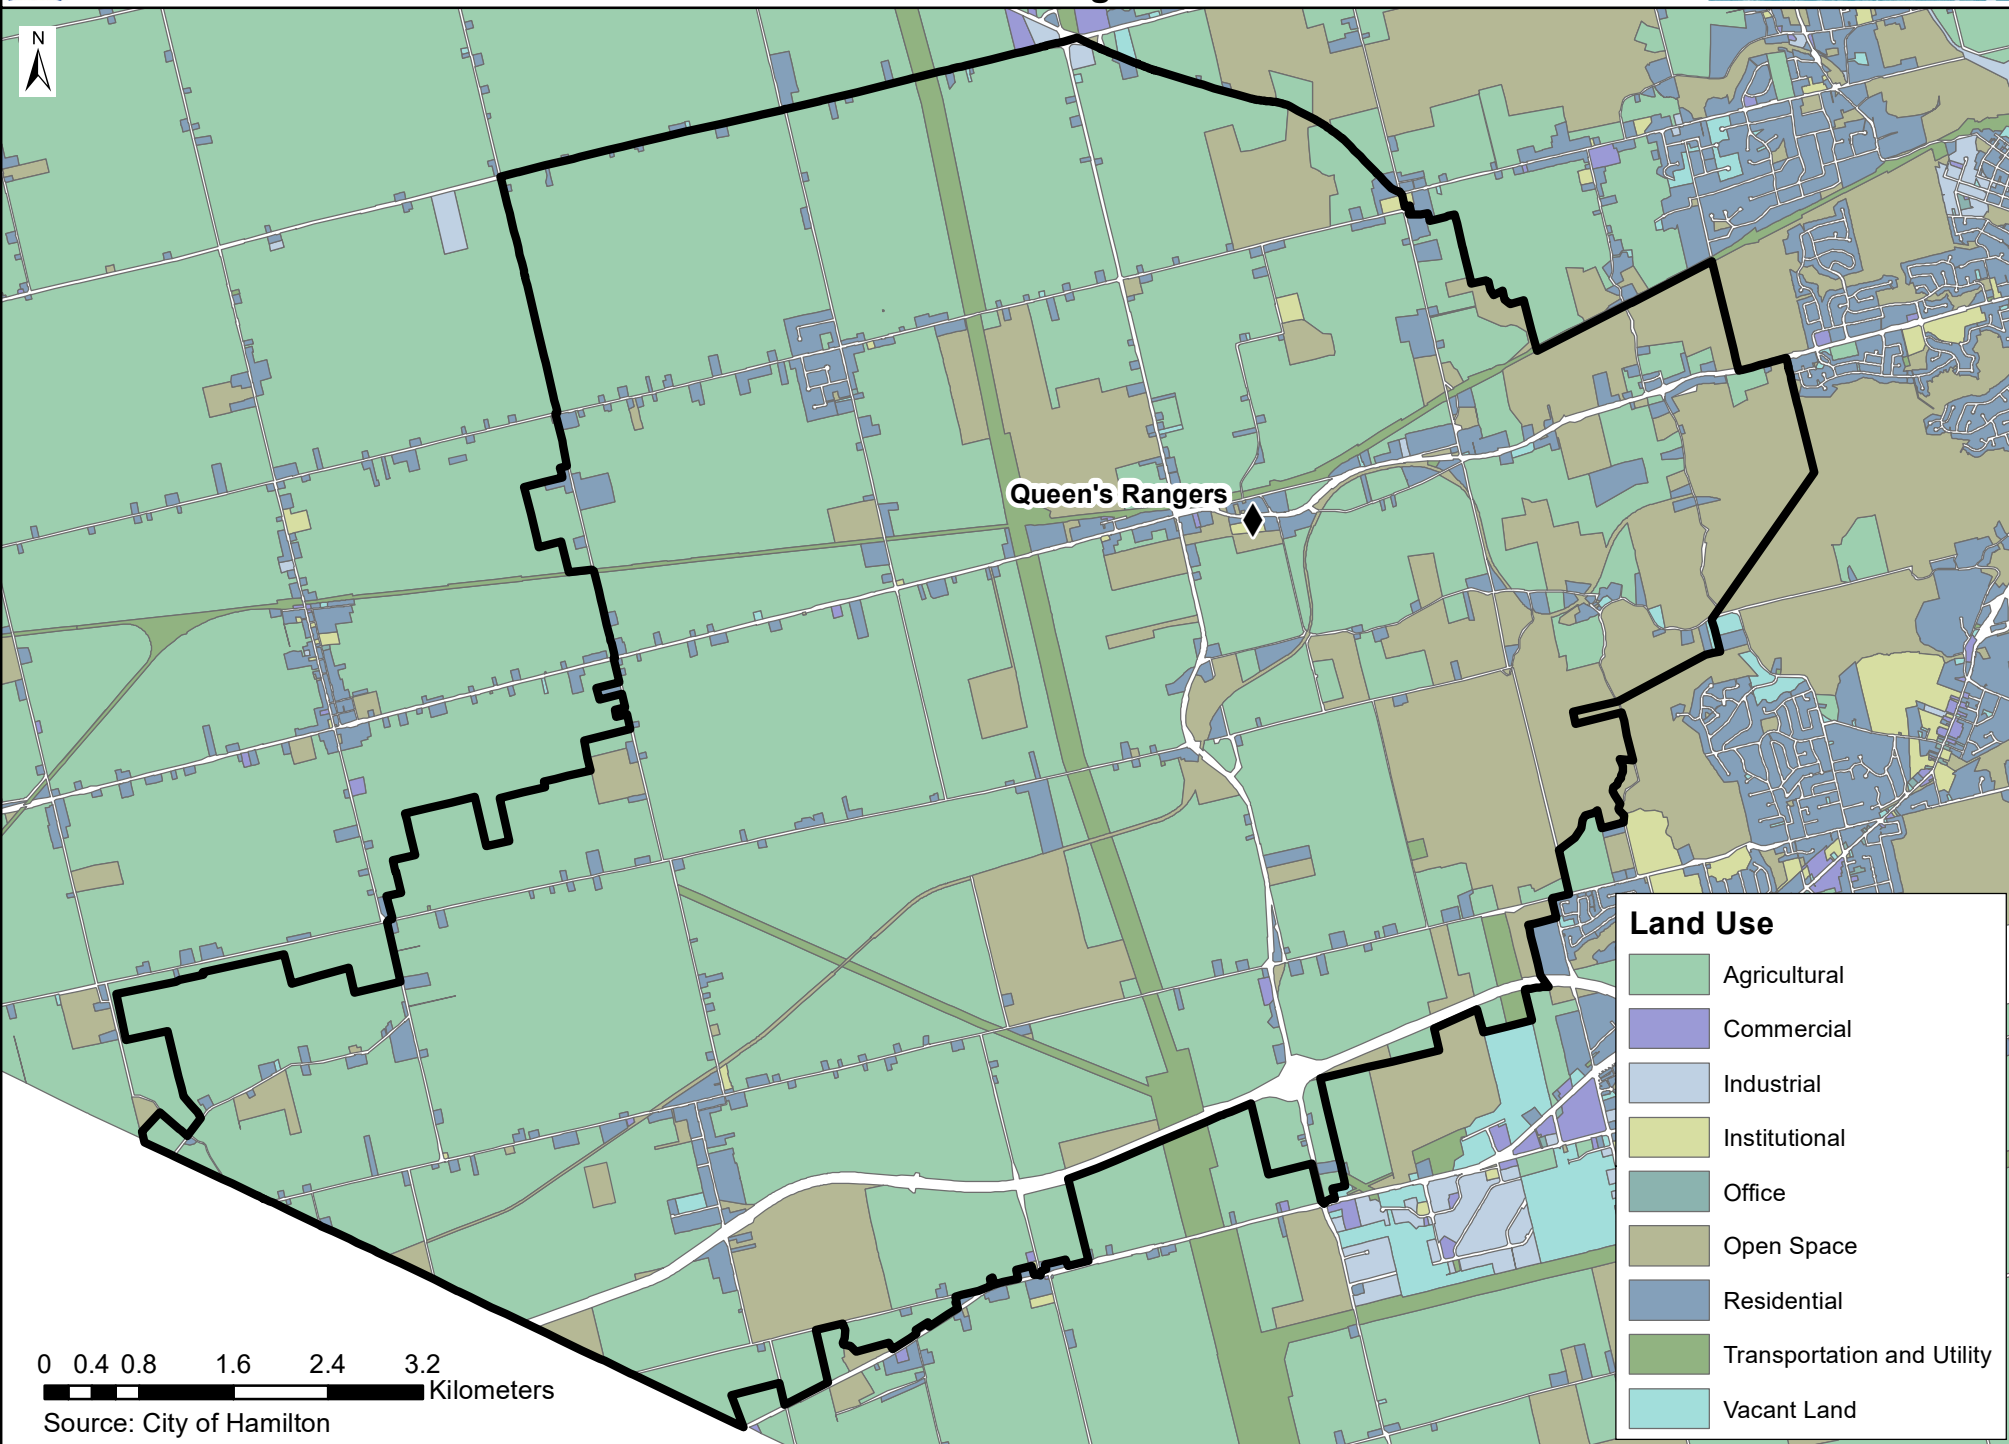 N
Queen's Rangers
Land Use
Agricultural
Commercial
Industrial
Institutional
Office
Open Space
Residential
Transportation and Utility
Vacant Land
0 0.4 0.8 1.6 2.4 3.2
Kilometers
Source: City of Hamilton